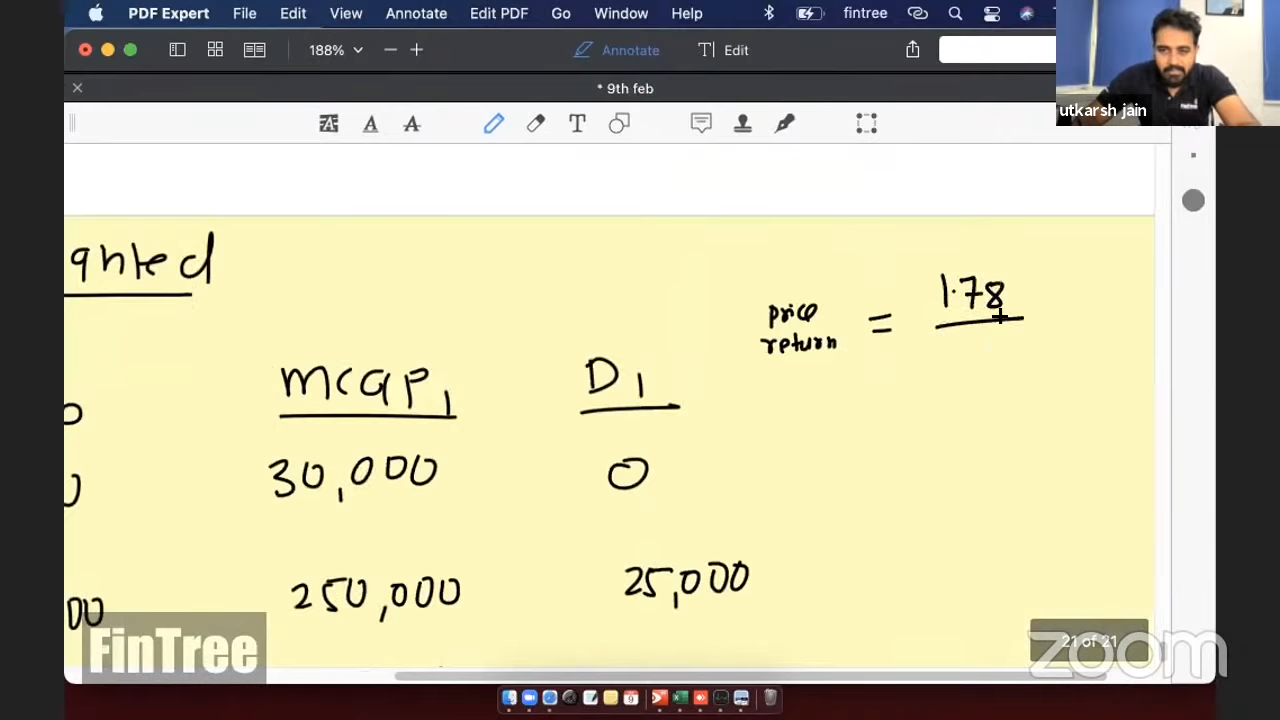 PDF Expert File Edit View Annotate Edit PDF Go Window Help fintree
188% Annotate T Edit
* 9th feb
utkarsh jain
ghted
price return = 1.78
mcap1 D1
30,000 0
250,000 25,000
00
FinTree
21 of 21
zoom